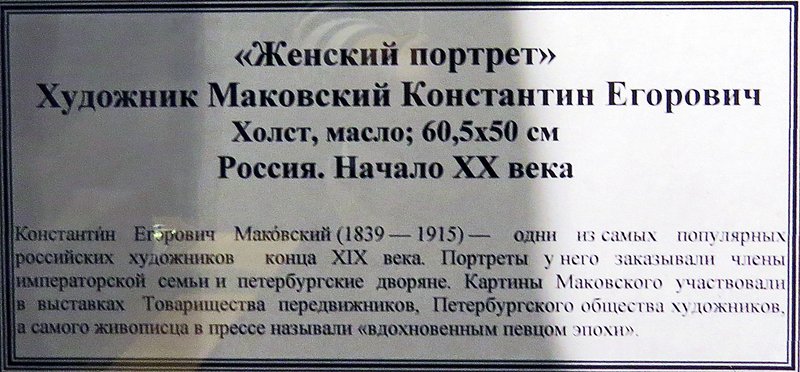 «Женский портрет»
Художник Маковский Константин Егорович
Холст, масло; 60,5х50 см
Россия. Начало XX века
Константи́н Его́рович Мако́вский (1839 — 1915) — одни из самых популярных
российских художников конца XIX века. Портреты у него заказывали члены
императорской семьи и петербургские дворяне. Картины Маковского участвовали
в выставках Товарищества передвижников, Петербургского общества художников,
а самого живописца в прессе называли «вдохновенным певцом эпохи».